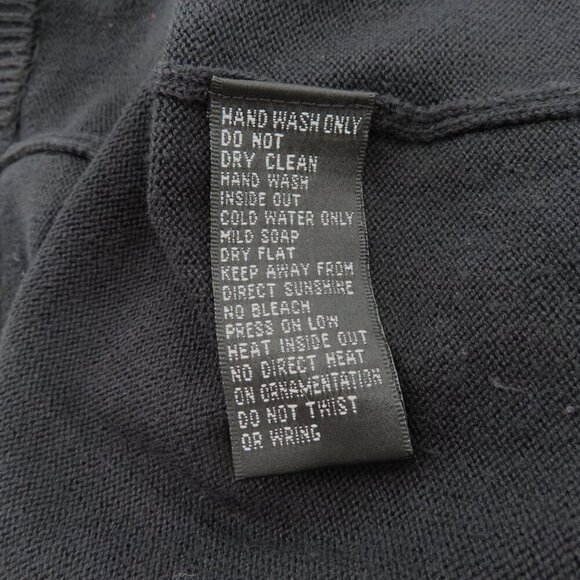 HAND WASH ONLY
DO NOT
DRY CLEAN
HAND WASH
INSIDE OUT
COLD WATER ONLY
MILD SOAP
DRY FLAT
KEEP AWAY FROM
DIRECT SUNSHINE
NO BLEACH
PRESS ON LOW
HEAT INSIDE OUT
NO DIRECT HEAT
ON ORNAMENTATION
DO NOT TWIST
OR WRING